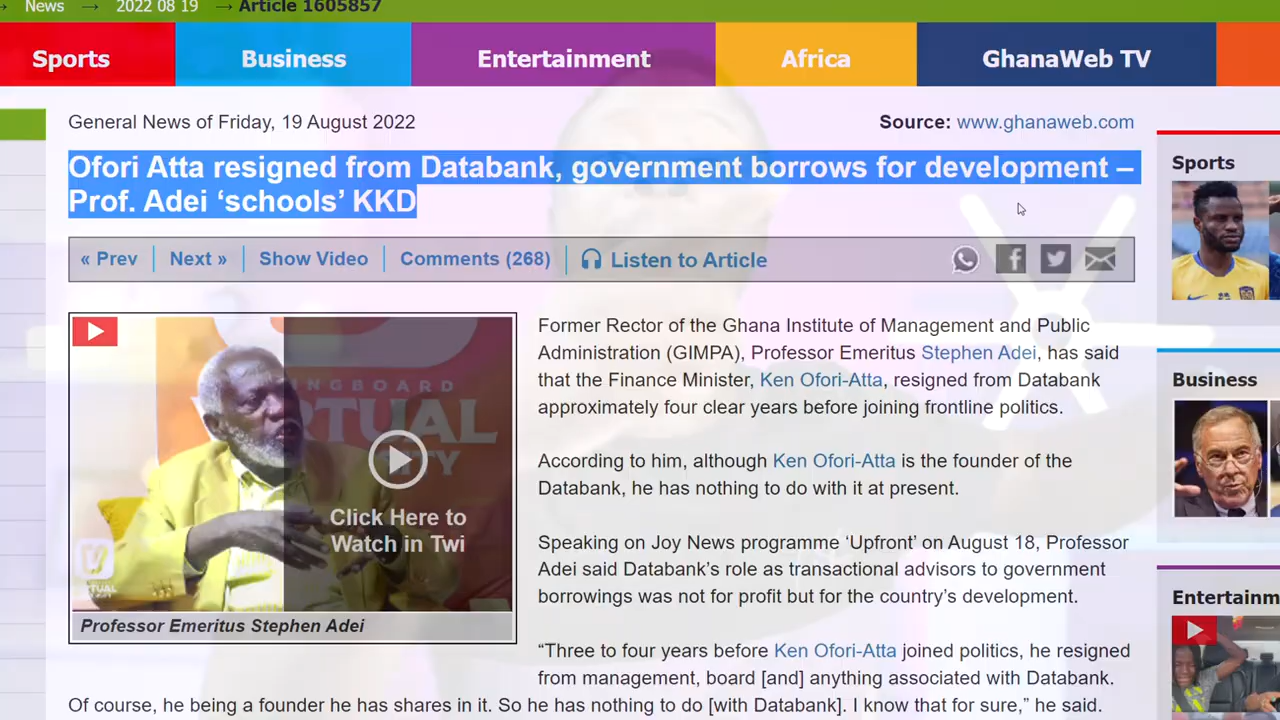 → News → 2022 08 19 → Article 1605857
Sports Business Entertainment Africa GhanaWeb TV
General News of Friday, 19 August 2022
Source: www.ghanaweb.com
Ofori Atta resigned from Databank, government borrows for development –
Prof. Adei ‘schools’ KKD
« Prev Next » Show Video Comments (268) Listen to Article
Click Here to
Watch in Twi
Professor Emeritus Stephen Adei
Former Rector of the Ghana Institute of Management and Public
Administration (GIMPA), Professor Emeritus Stephen Adei, has said
that the Finance Minister, Ken Ofori-Atta, resigned from Databank
approximately four clear years before joining frontline politics.
According to him, although Ken Ofori-Atta is the founder of the
Databank, he has nothing to do with it at present.
Speaking on Joy News programme ‘Upfront’ on August 18, Professor
Adei said Databank’s role as transactional advisors to government
borrowings was not for profit but for the country’s development.
“Three to four years before Ken Ofori-Atta joined politics, he resigned
from management, board [and] anything associated with Databank.
Of course, he being a founder he has shares in it. So he has nothing to do [with Databank]. I know that for sure,” he said.
Sports
Business
Entertainm